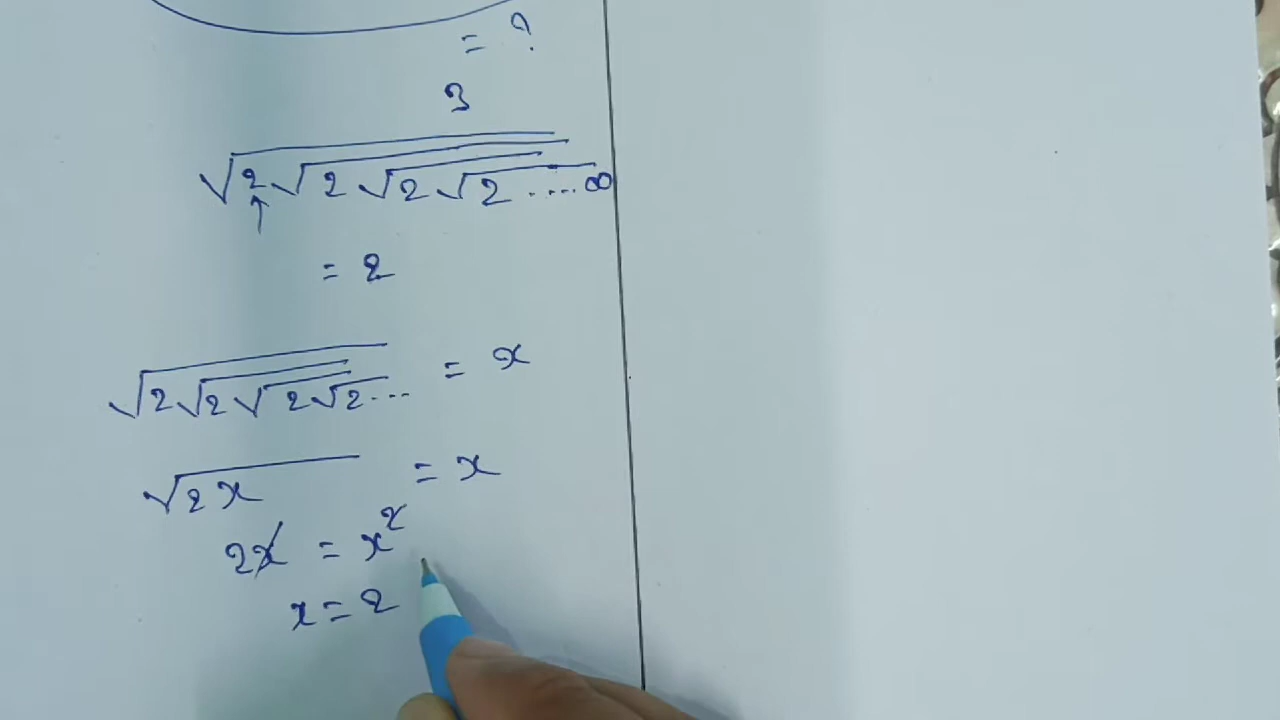 = ?
3
√2√2√2√2.....∞
= 2
√2√2√2√2... = x
√2x = x
2x = x²
x = 2